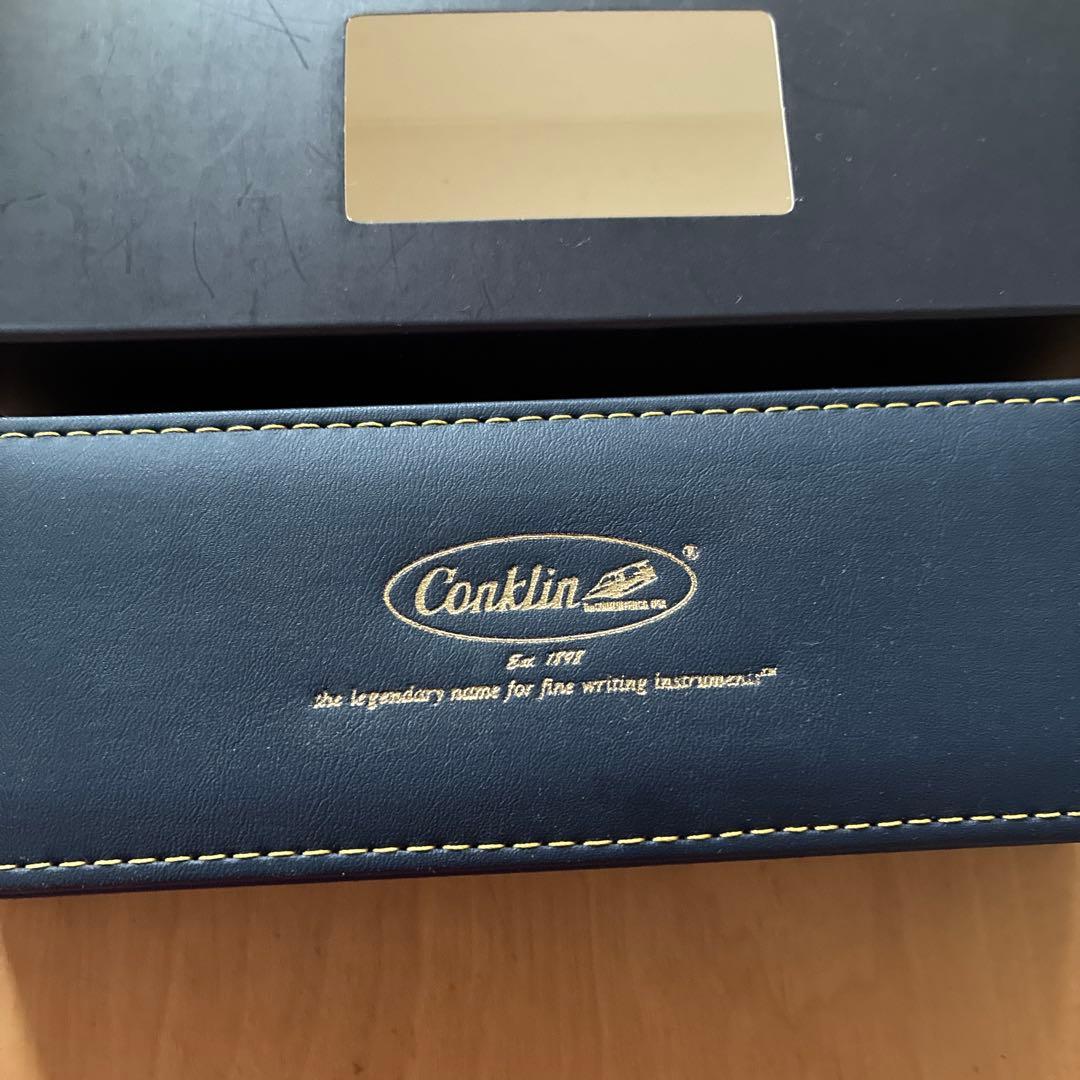 Conklin ®
Est. 1898
the legendary name for fine writing instruments™